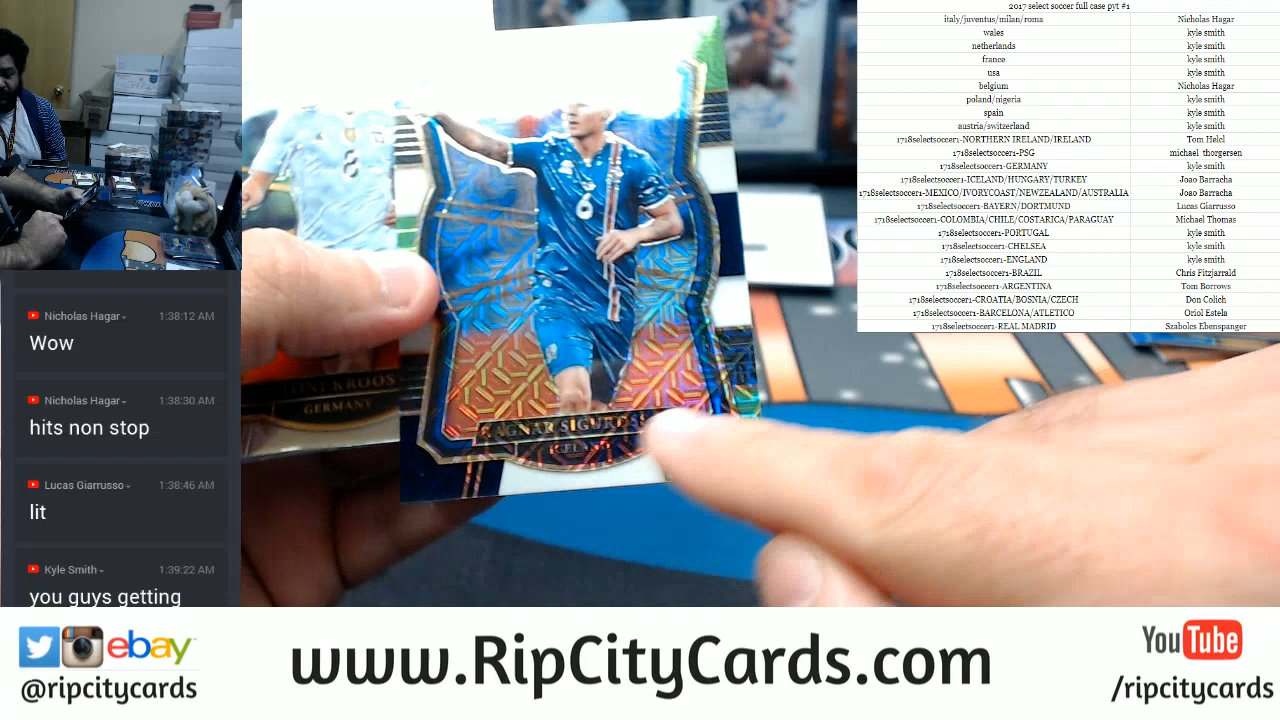 2017 select soccer full case pyt #1
italy/juventus/milan/roma Nicholas Hagar
wales kyle smith
netherlands kyle smith
france kyle smith
usa kyle smith
belgium Nicholas Hagar
poland/nigeria kyle smith
spain kyle smith
austria/switzerland kyle smith
1718selectsoccer1-NORTHERN IRELAND/IRELAND Tom Helcl
1718selectsoccer1-PSG michael thorgersen
1718selectsoccer1-GERMANY kyle smith
1718selectsoccer1-ICELAND/HUNGARY/TURKEY Joao Barracha
1718selectsoccer1-MEXICO/IVORYCOAST/NEWZEALAND/AUSTRALIA Joao Barracha
1718selectsoccer1-BAYERN/DORTMUND Lucas Giarrusso
1718selectsoccer1-COLOMBIA/CHILE/COSTARICA/PARAGUAY Michael Thomas
1718selectsoccer1-PORTUGAL kyle smith
1718selectsoccer1-CHELSEA kyle smith
1718selectsoccer1-ENGLAND kyle smith
1718selectsoccer1-BRAZIL Chris Fitzjarrald
1718selectsoccer1-ARGENTINA Tom Borrows
1718selectsoccer1-CROATIA/BOSNIA/CZECH Don Colich
1718selectsoccer1-BARCELONA/ATLETICO Oriol Estela
1718selectsoccer1-REAL MADRID Szabolcs Ebenspanger
8
6
KROOS
GERMANY
ICELAND
Nicholas Hagar 1:38:12 AM
Wow
Nicholas Hagar 1:38:30 AM
hits non stop
Lucas Giarrusso 1:38:46 AM
lit
Kyle Smith 1:39:22 AM
you guys getting
ebay
@ripcitycards
www.RipCityCards.com
YouTube
/ripcitycards